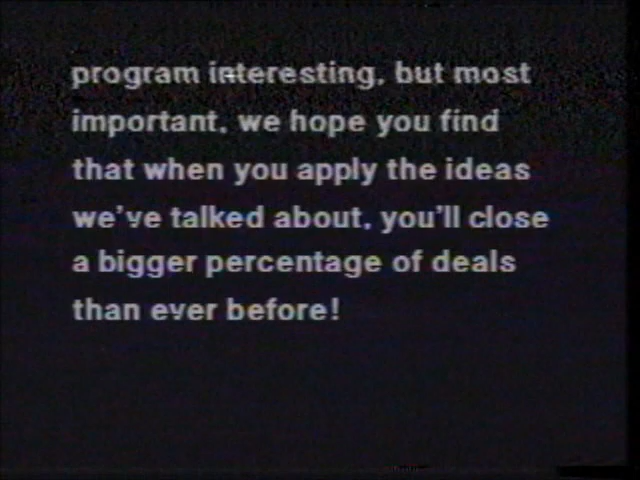 program interesting, but most
important, we hope you find
that when you apply the ideas
we've talked about, you'll close
a bigger percentage of deals
than ever before!